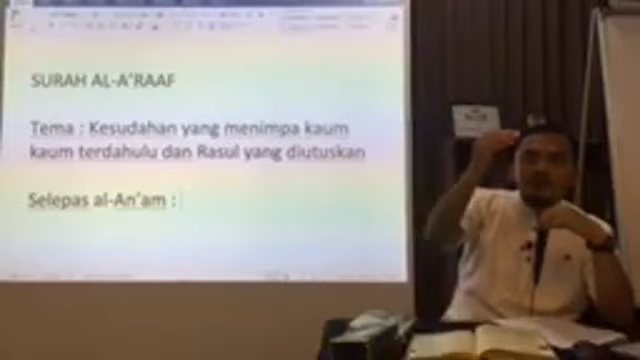 SURAH AL-A'RAAF
Tema : Kesudahan yang menimpa kaum
kaum terdahulu dan Rasul yang diutuskan
Selepas al-An'am :